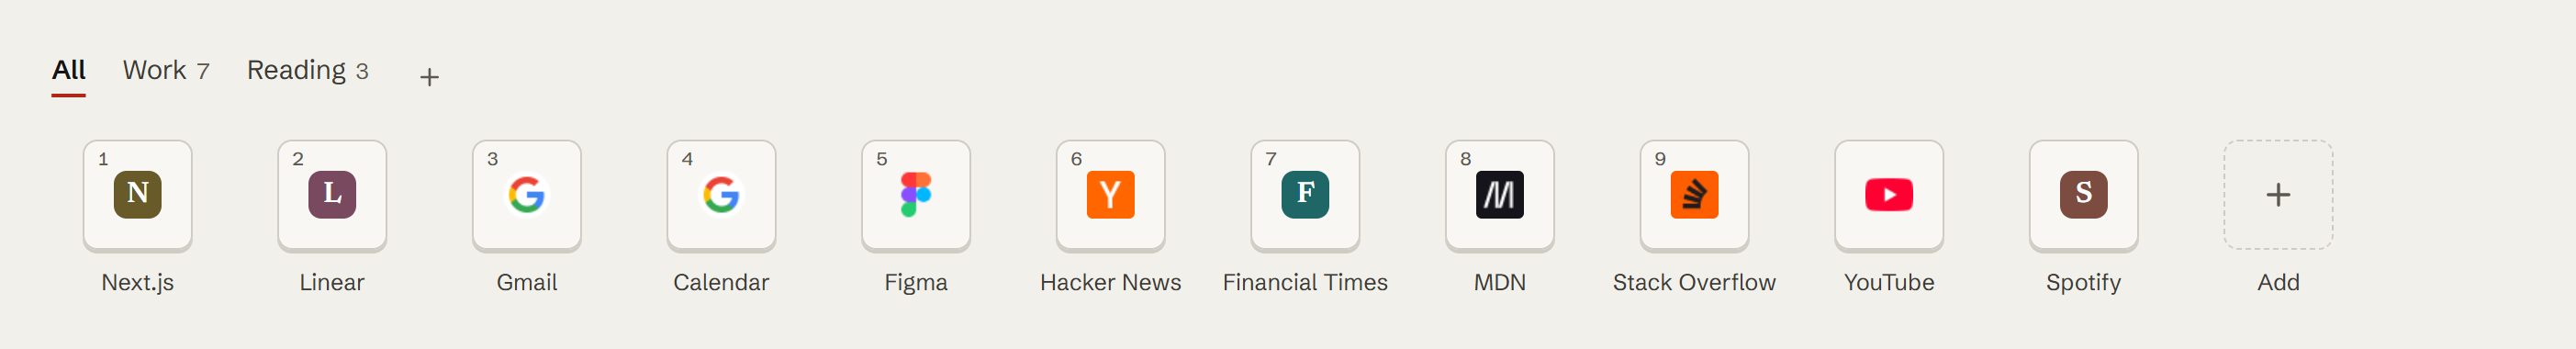 All Work 7 Reading 3 +
1 2 3 4 5 6 7 8 9
N L G G Y F M S +
Next.js Linear Gmail Calendar Figma Hacker News Financial Times MDN Stack Overflow YouTube Spotify Add